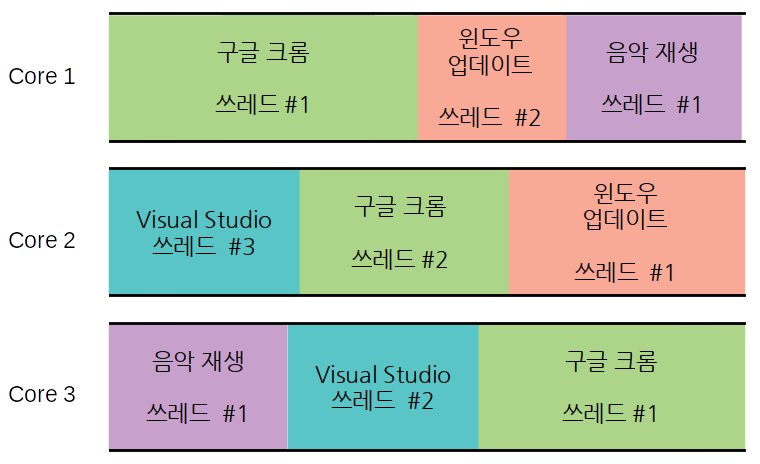 Core 1
구글 크롬
쓰레드 #1
윈도우
업데이트
쓰레드 #2
음악 재생
쓰레드 #1
Core 2
Visual Studio
쓰레드 #3
구글 크롬
쓰레드 #2
윈도우
업데이트
쓰레드 #1
Core 3
음악 재생
쓰레드 #1
Visual Studio
쓰레드 #2
구글 크롬
쓰레드 #1